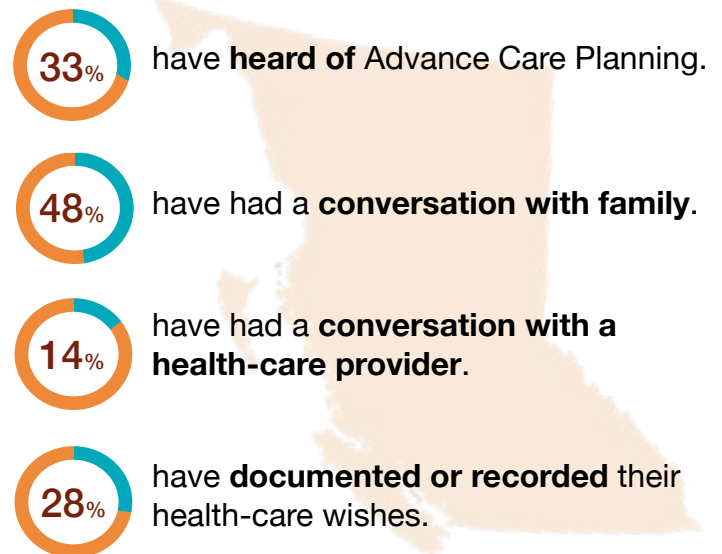 33% have heard of Advance Care Planning.
48% have had a conversation with family.
14% have had a conversation with a
health-care provider.
28% have documented or recorded their
health-care wishes.